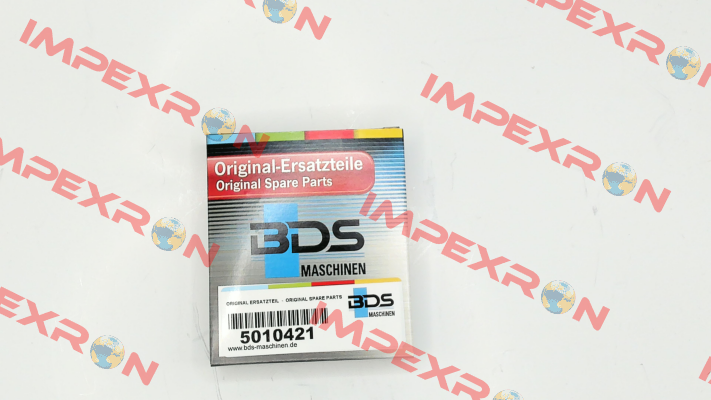 Original-Ersatzteile
Original Spare Parts
BDS
MASCHINEN
ORIGINAL ERSATZTEIL - ORIGINAL SPARE PARTS
BDS
MASCHINEN
5010421
www.bds-maschinen.de
IMPEXRON
IMPEXRON
IMPEXRON
IMPEXRON
IMPEXRON
IMPEXRON
IMPEXRON